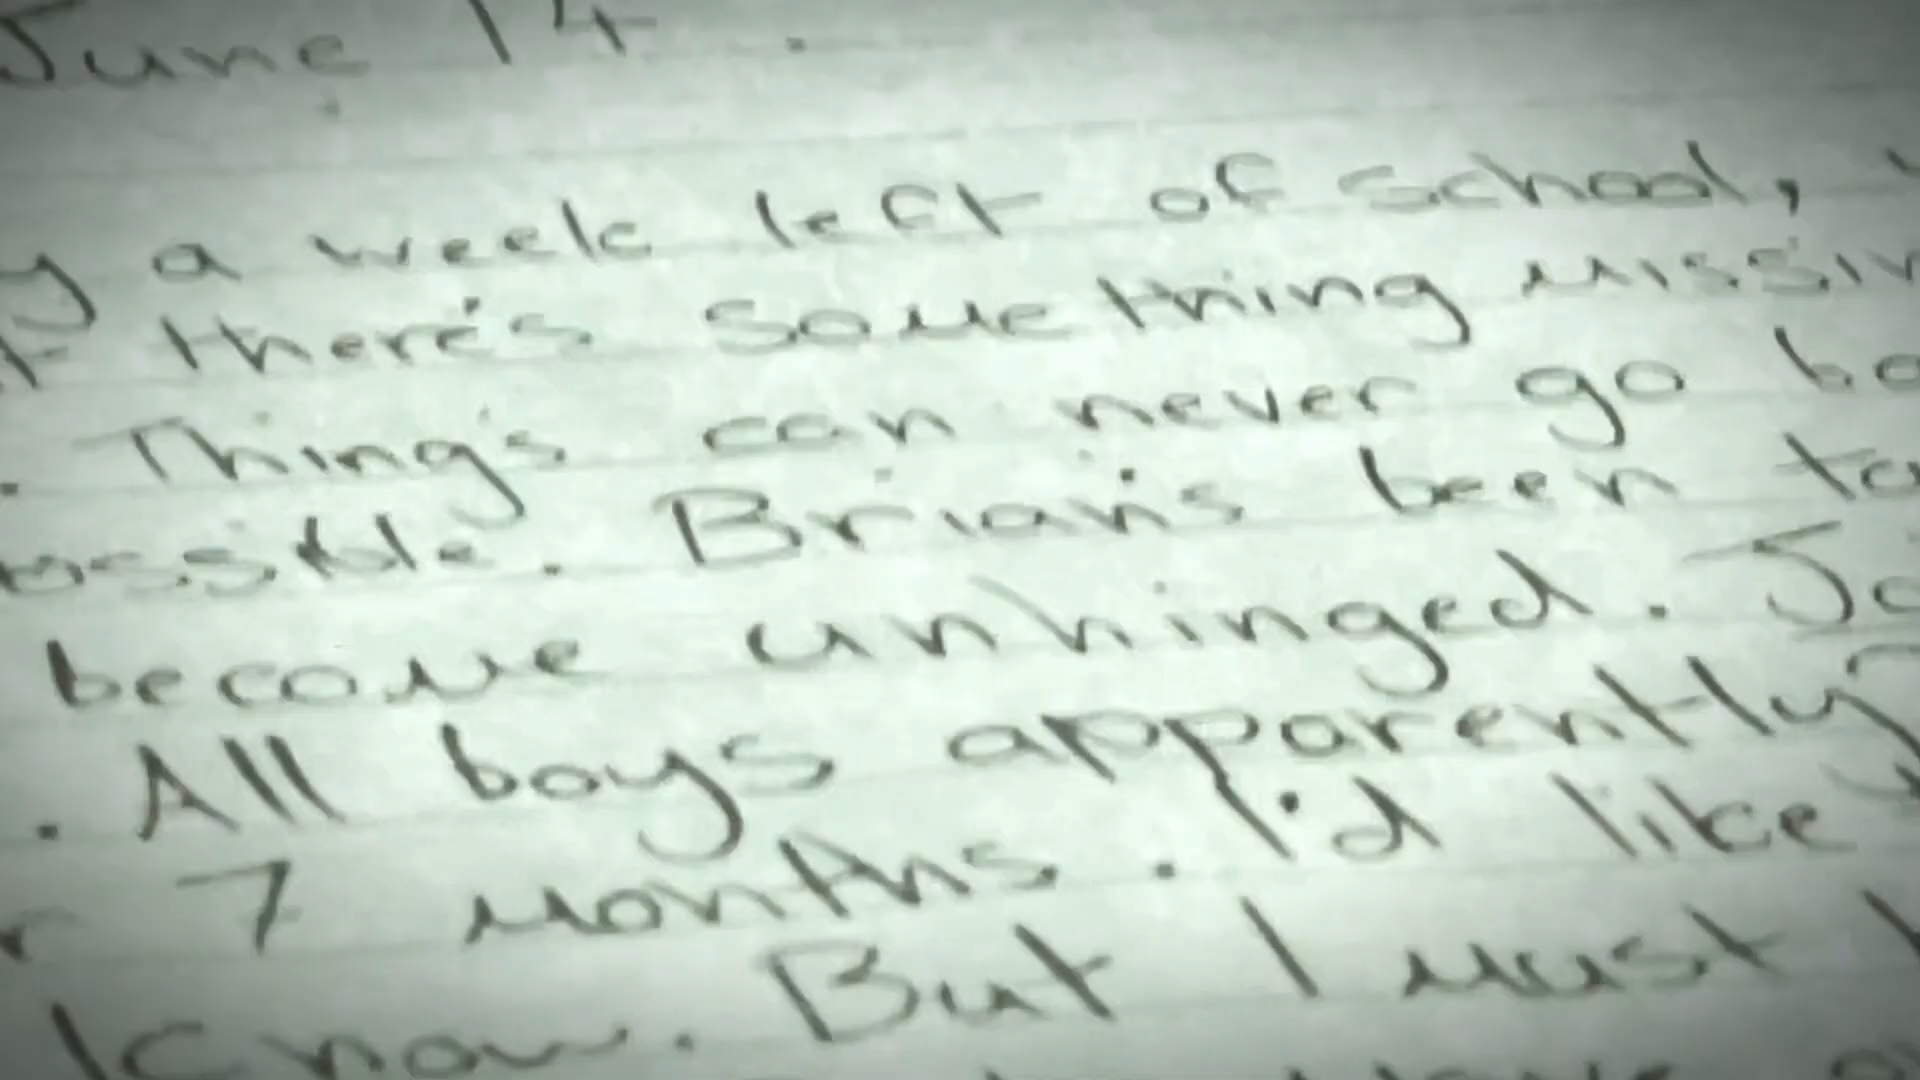 June 14.
a week left of school,
there's something
. Things can never go
Brian's been
become unhinged.
. All boys apparently
7 months. I'd like
know. But I must